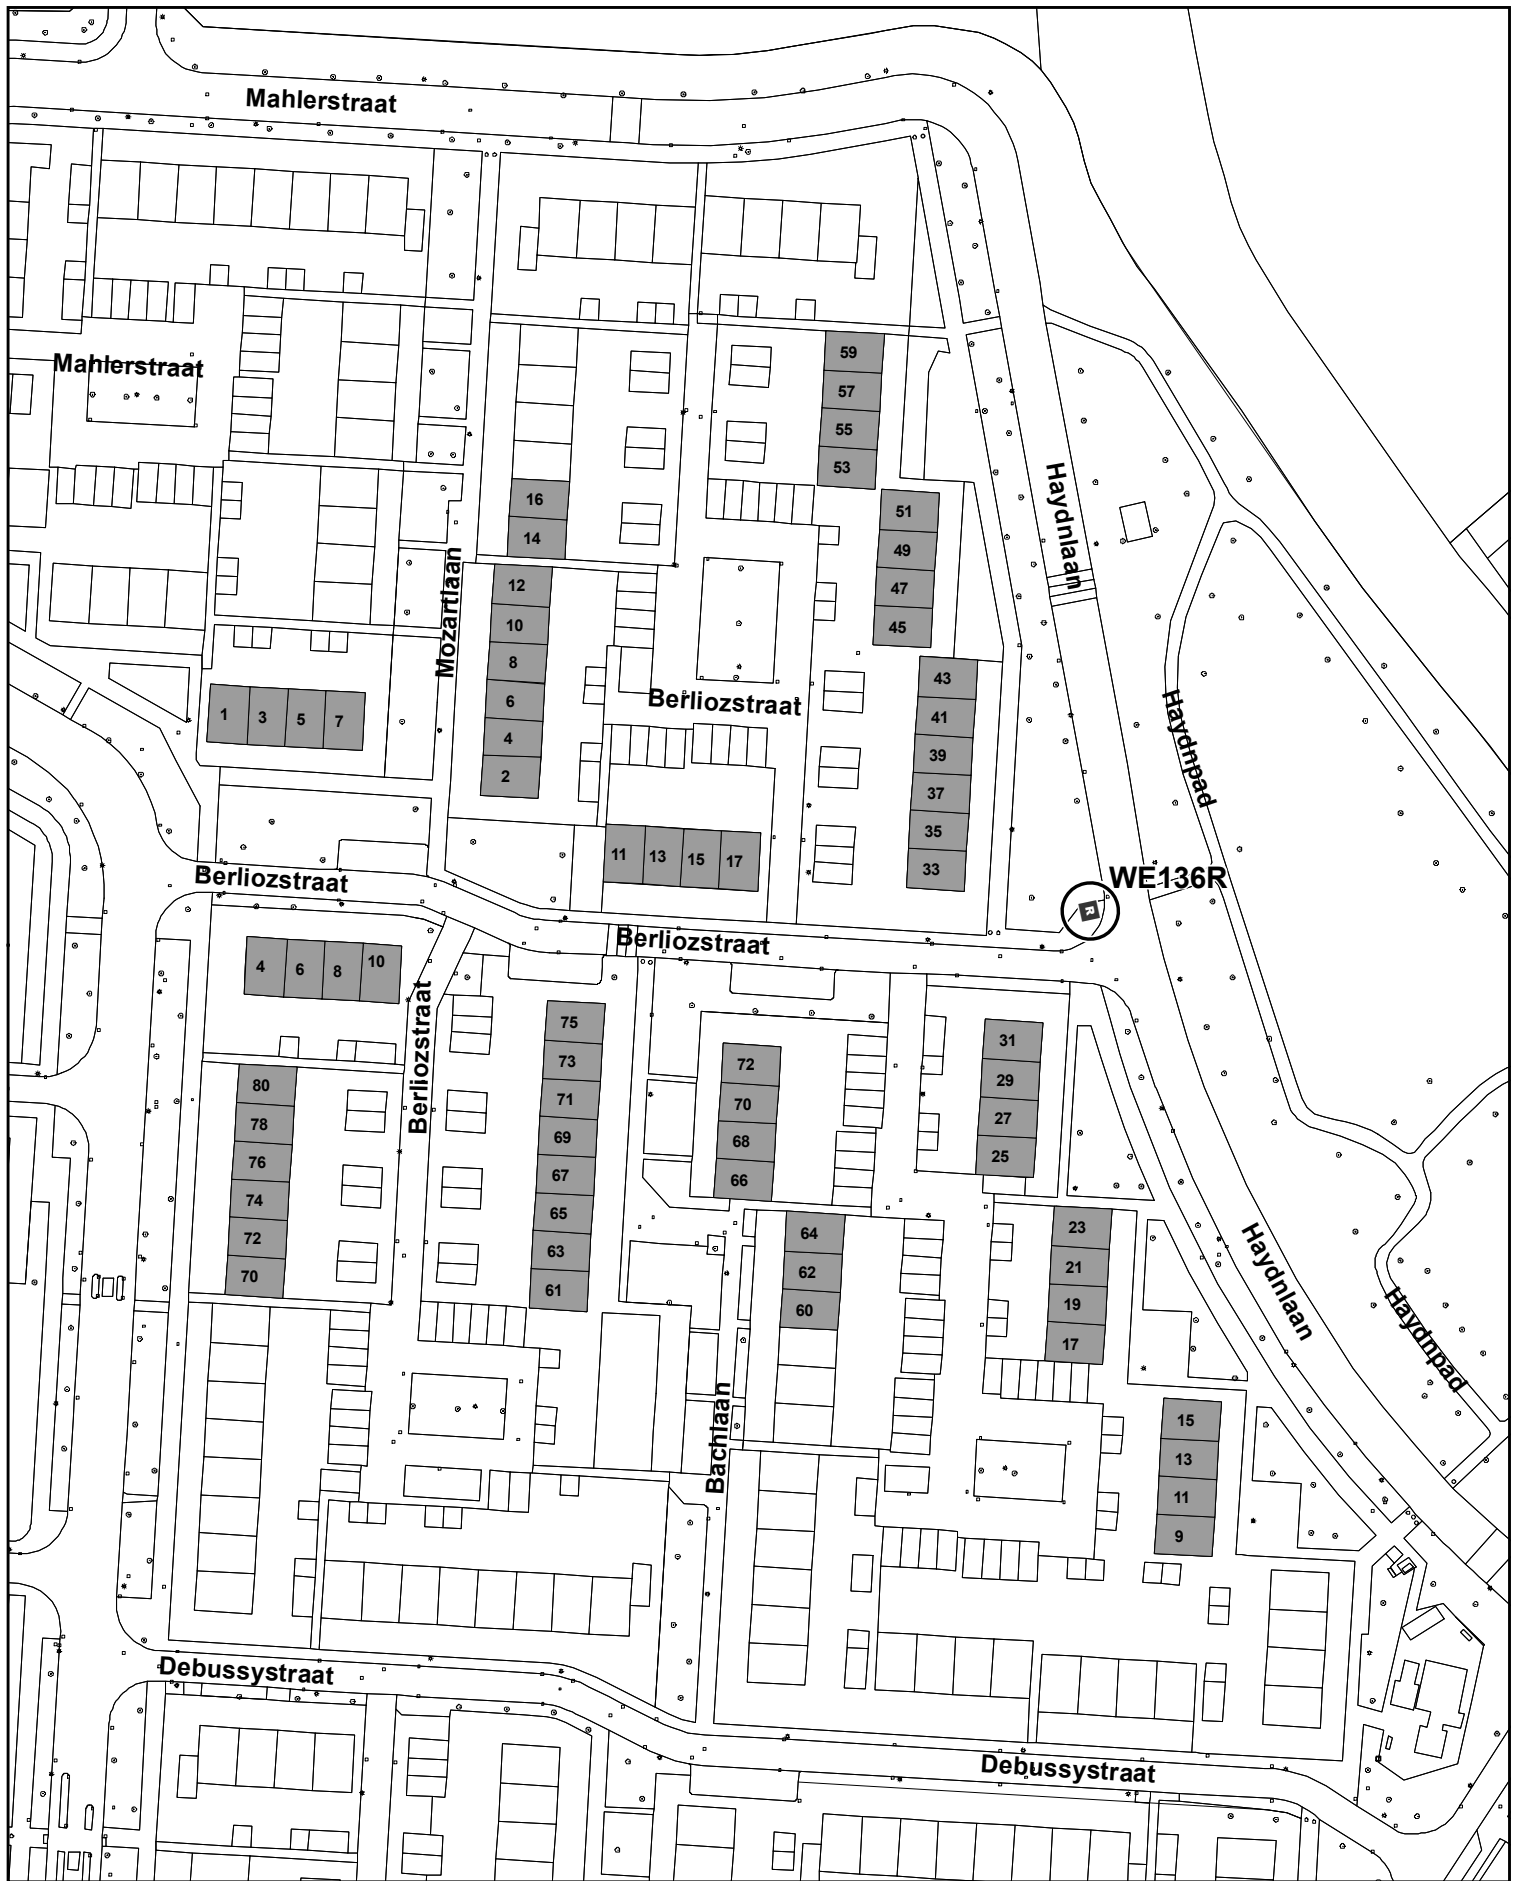 Mahlerstraat
Mahlerstraat
59
57
55
53
16
14
51
49
47
45
Haydnlaan
Mozartlaan
12
10
8
6
4
2
1 3 5 7
Berliozstraat
43
41
39
37
35
33
Haydnpad
11 13 15 17
WE136R
R
Berliozstraat
Berliozstraat
4 6 8 10
Berliozstraat
75
73
71
69
67
65
63
61
72
70
68
66
31
29
27
25
80
78
76
74
72
70
64
62
60
23
21
19
17
Haydnlaan
Haydnpad
Bachlaan
15
13
11
9
Debussystraat
Debussystraat